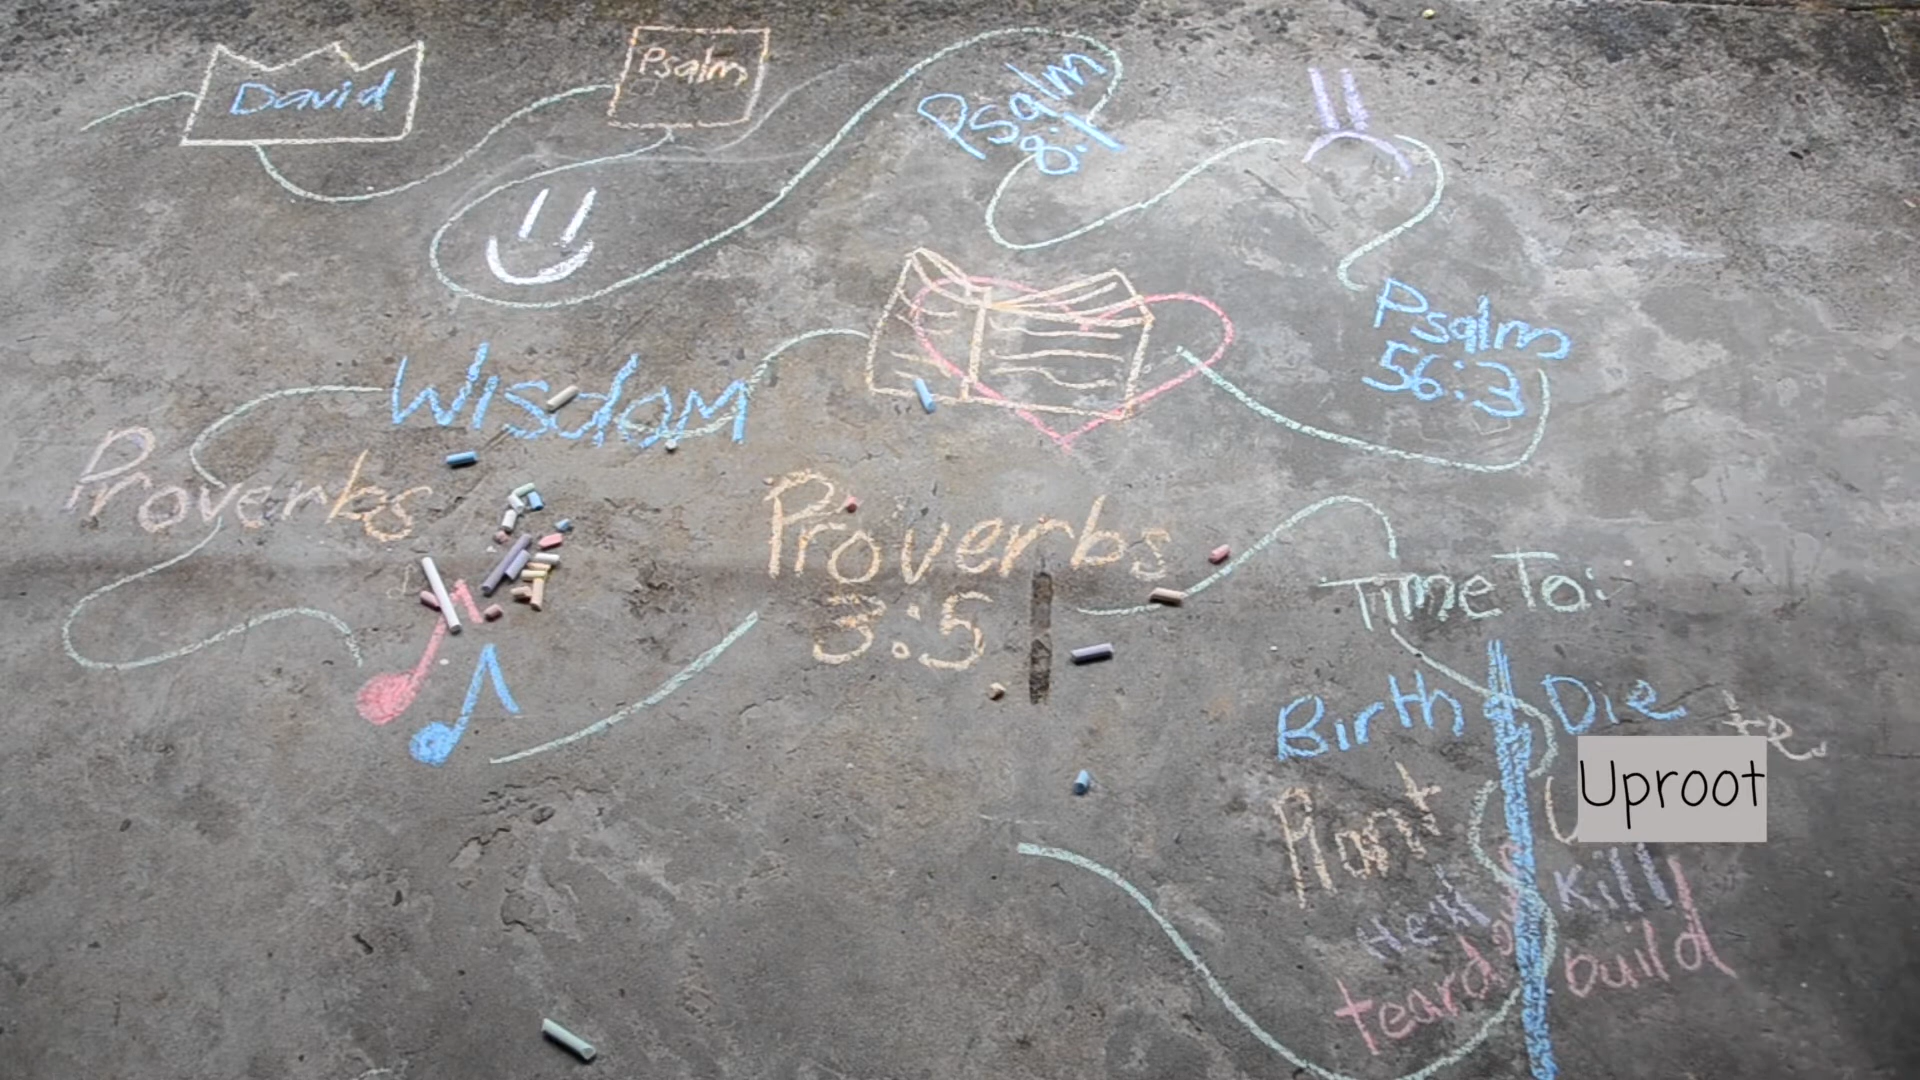 David
Psalm
Psalm
8:1
Psalm
56:3
Wisdom
Proverbs
Proverbs
3:5
Time To:
Birth Die
Plant Uproot
Heal Kill
teardown build